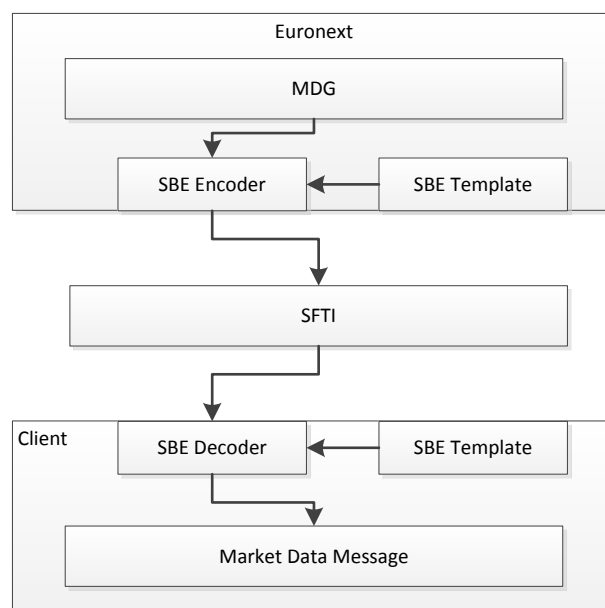 Euronext
MDG
SBE Encoder
SBE Template
SFTI
Client
SBE Decoder
SBE Template
Market Data Message